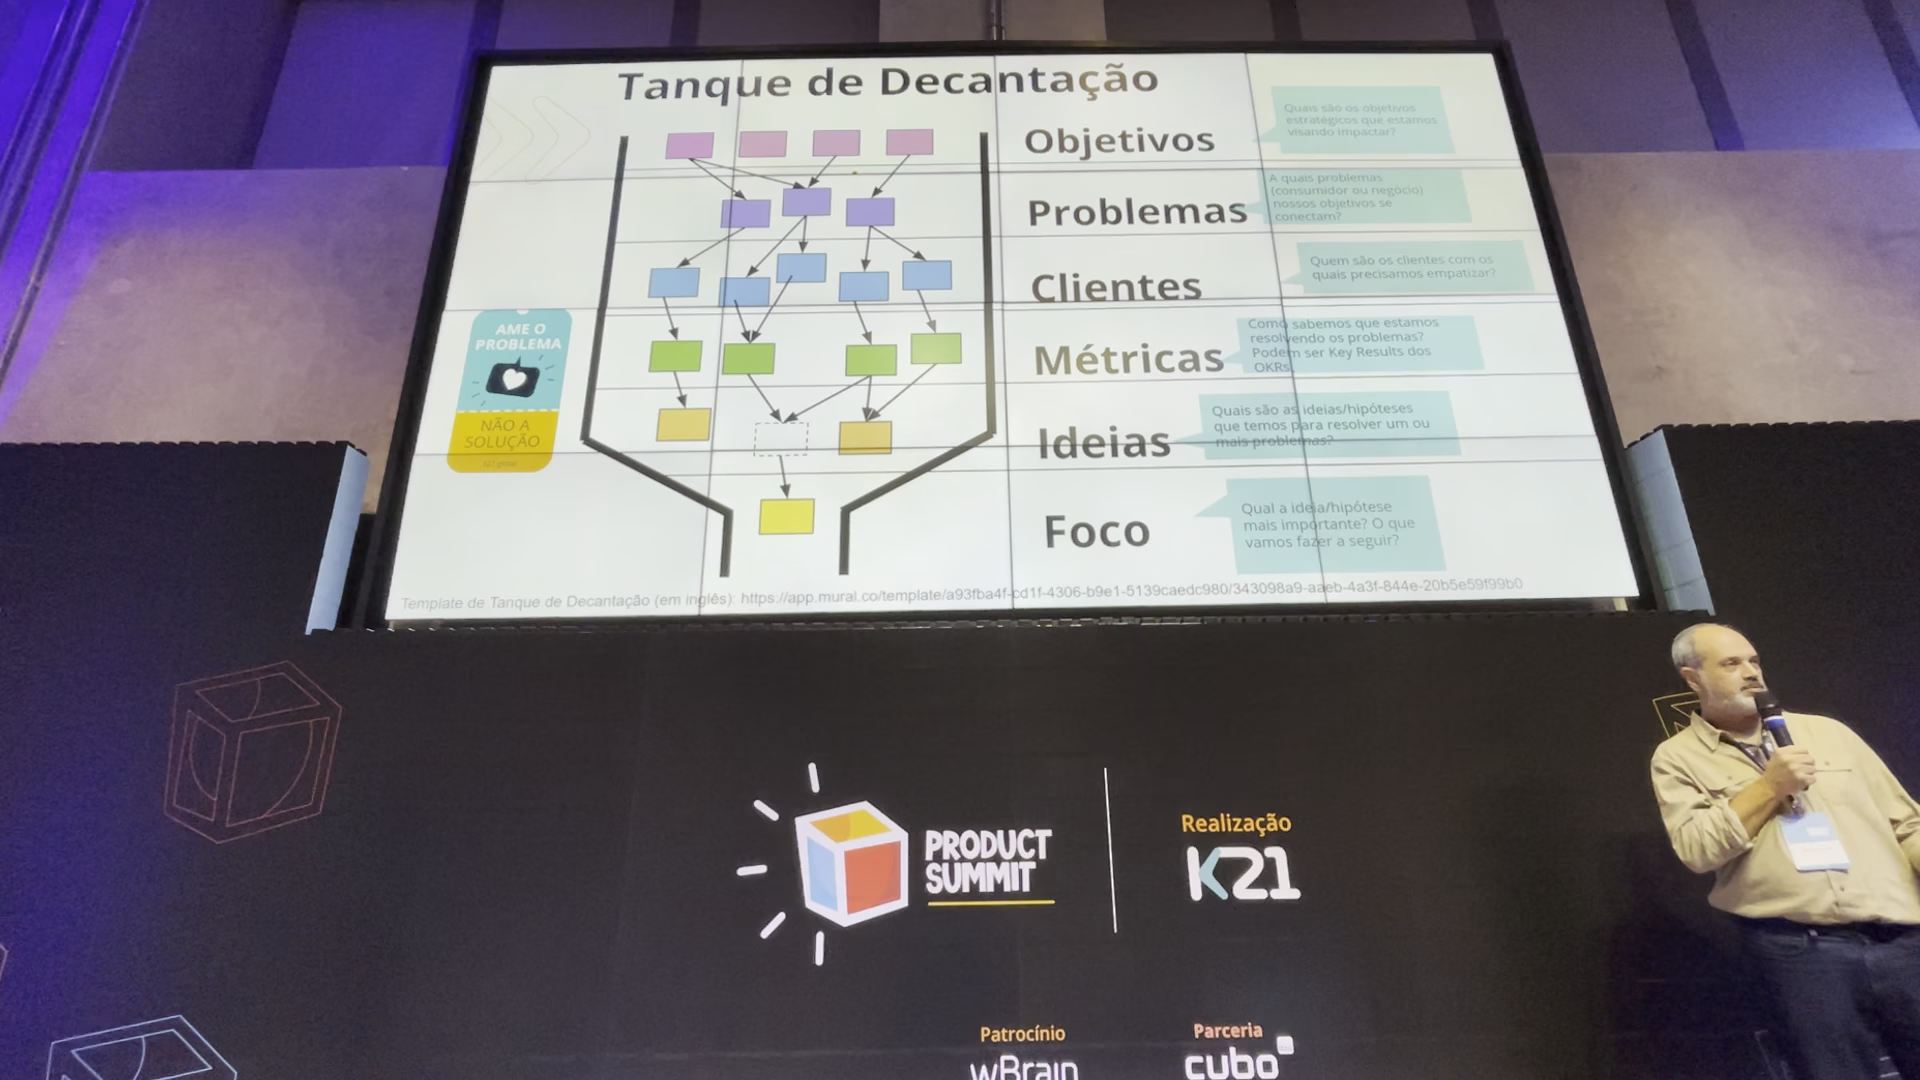 Tanque de Decantação
Objetivos
Quais são os objetivos
estratégicos que estamos
visando impactar?
Problemas
A quais problemas
(consumidor ou negócio)
nossos objetivos se
conectam?
Clientes
Quem são os clientes com os
quais precisamos empatizar?
AME O
PROBLEMA
NÃO A
SOLUÇÃO
Métricas
Como sabemos que estamos
resolvendo os problemas?
Podem ser Key Results dos
OKRs.
Ideias
Quais são as ideias/hipóteses
que temos para resolver um ou
mais problemas?
Foco
Qual a ideia/hipótese
mais importante? O que
vamos fazer a seguir?
Template de Tanque de Decantação (em inglês): https://app.mural.co/template/a93fba4f-cd1f-4306-b9e1-5139caedc980/343098a9-aaeb-4a3f-844e-20b5e59f99b0
PRODUCT
SUMMIT
Realização
K21
Patrocínio
wBrain
Parceria
cubo